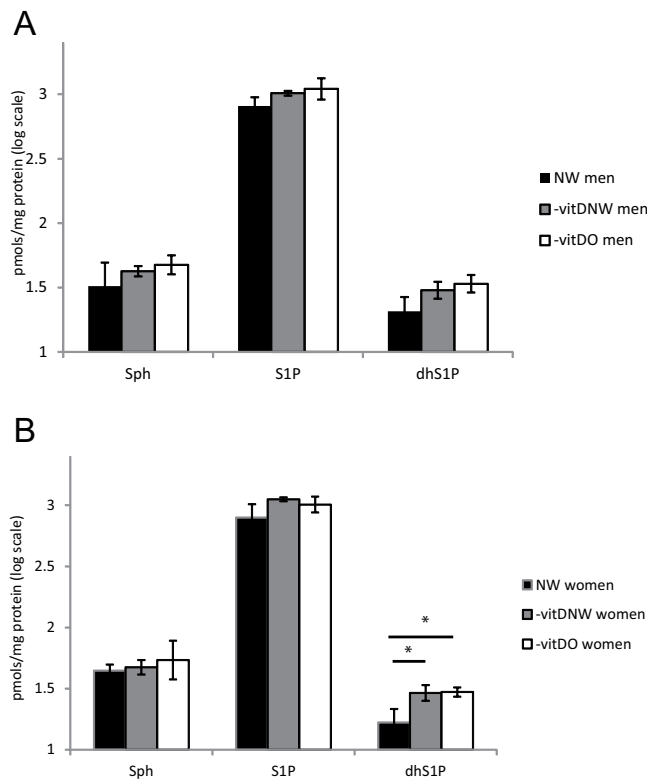 A
pmols/mg protein (log scale)
3
2.5
2
1.5
1
Sph S1P dhS1P
NW men
-vitDNW men
-vitDO men
B
pmols/mg protein (log scale)
3
2.5
2
1.5
1
*
*
Sph S1P dhS1P
NW women
-vitDNW women
-vitDO women